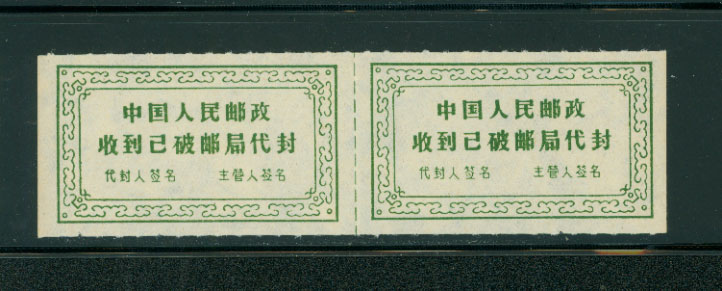 中国人民邮政
收到已破邮局代封
代封人签名 主管人签名
中国人民邮政
收到已破邮局代封
代封人签名 主管人签名